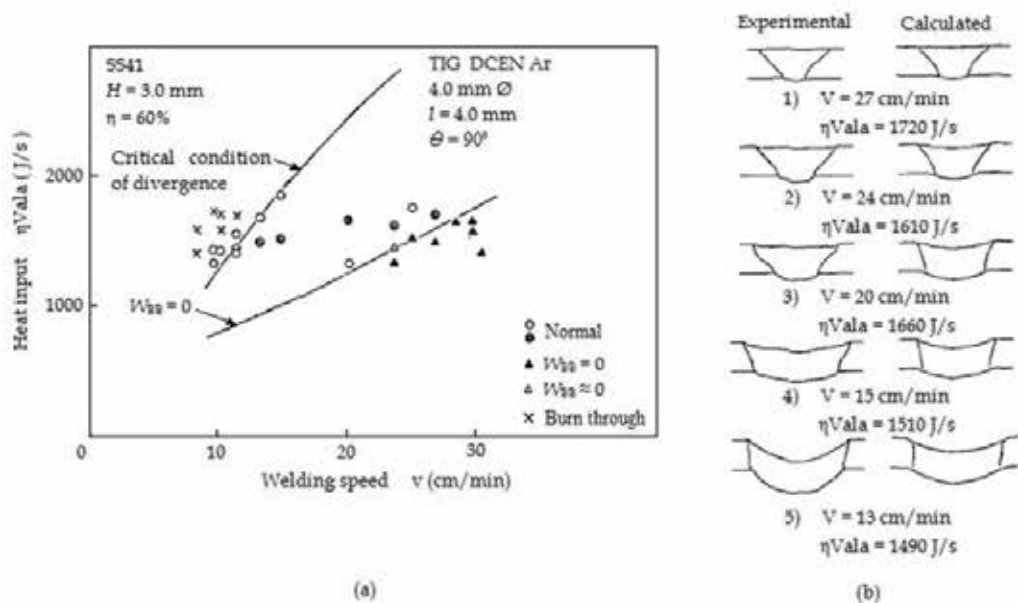 SS41
H = 3.0 mm
η = 60%
TIG DCEN Ar
4.0 mm Ø
l = 4.0 mm
Θ = 90°
Critical condition
of divergence
Heat input ηVala ( J/s )
2000
1000
0
10
20
30
= 0
Normal
= 0
≈ 0
Burn through
Welding speed v (cm/min)
(a)
Experimental Calculated
1) V = 27 cm/min
ηVala = 1720 J/s
2) V = 24 cm/min
ηVala = 1610 J/s
3) V = 20 cm/min
ηVala = 1660 J/s
4) V = 15 cm/min
ηVala = 1510 J/s
5) V = 13 cm/min
ηVala = 1490 J/s
(b)